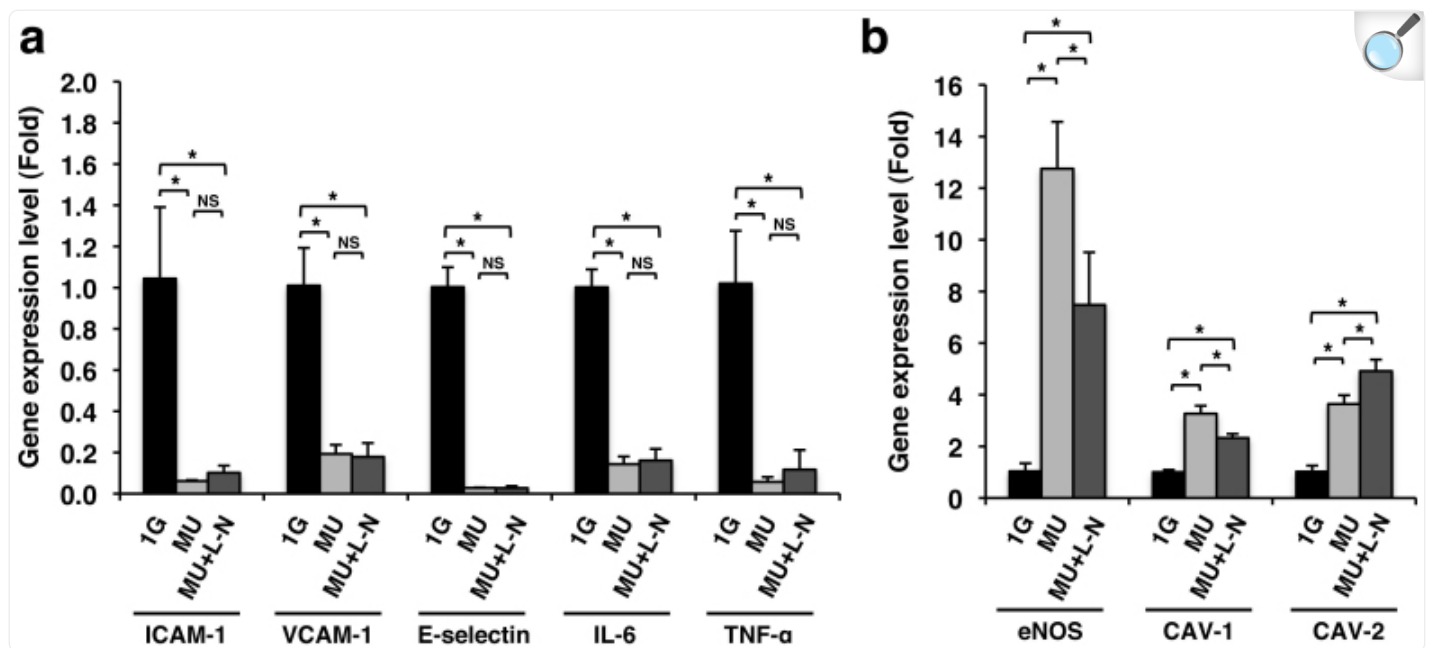 a
Gene expression level (Fold)
2.0
1.8
1.6
1.4
1.2
1.0
0.8
0.6
0.4
0.2
0.0
*
*
NS
*
*
NS
*
*
NS
*
*
NS
*
*
NS
1G
MU
MU+L-N
1G
MU
MU+L-N
1G
MU
MU+L-N
1G
MU
MU+L-N
1G
MU
MU+L-N
ICAM-1
VCAM-1
E-selectin
IL-6
TNF-α
b
Gene expression level (Fold)
16
14
12
10
8
6
4
2
0
*
*
*
*
*
*
*
*
*
1G
MU
MU+L-N
1G
MU
MU+L-N
1G
MU
MU+L-N
eNOS
CAV-1
CAV-2